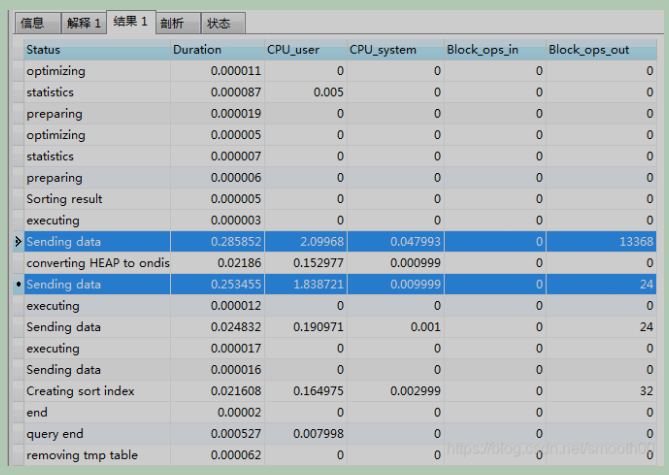 信息 解释 1 结果 1 剖析 状态
Status Duration CPU_user CPU_system Block_ops_in Block_ops_out
optimizing 0.000011 0 0 0 0
statistics 0.000087 0.005 0 0 0
preparing 0.000019 0 0 0 0
optimizing 0.000005 0 0 0 0
statistics 0.000007 0 0 0 0
preparing 0.000006 0 0 0 0
Sorting result 0.000005 0 0 0 0
executing 0.000003 0 0 0 0
Sending data 0.285852 2.09968 0.047993 0 13368
converting HEAP to ondis 0.02186 0.152977 0.000999 0 0
Sending data 0.253455 1.838721 0.009999 0 24
executing 0.000012 0 0 0 0
Sending data 0.024832 0.190971 0.001 0 24
executing 0.000017 0 0 0 0
Sending data 0.000016 0 0 0 0
Creating sort index 0.021608 0.164975 0.002999 0 32
end 0.00002 0 0 0 0
query end 0.000527 0.007998 0 0 0
removing tmp table 0.000062 0 0 0 0